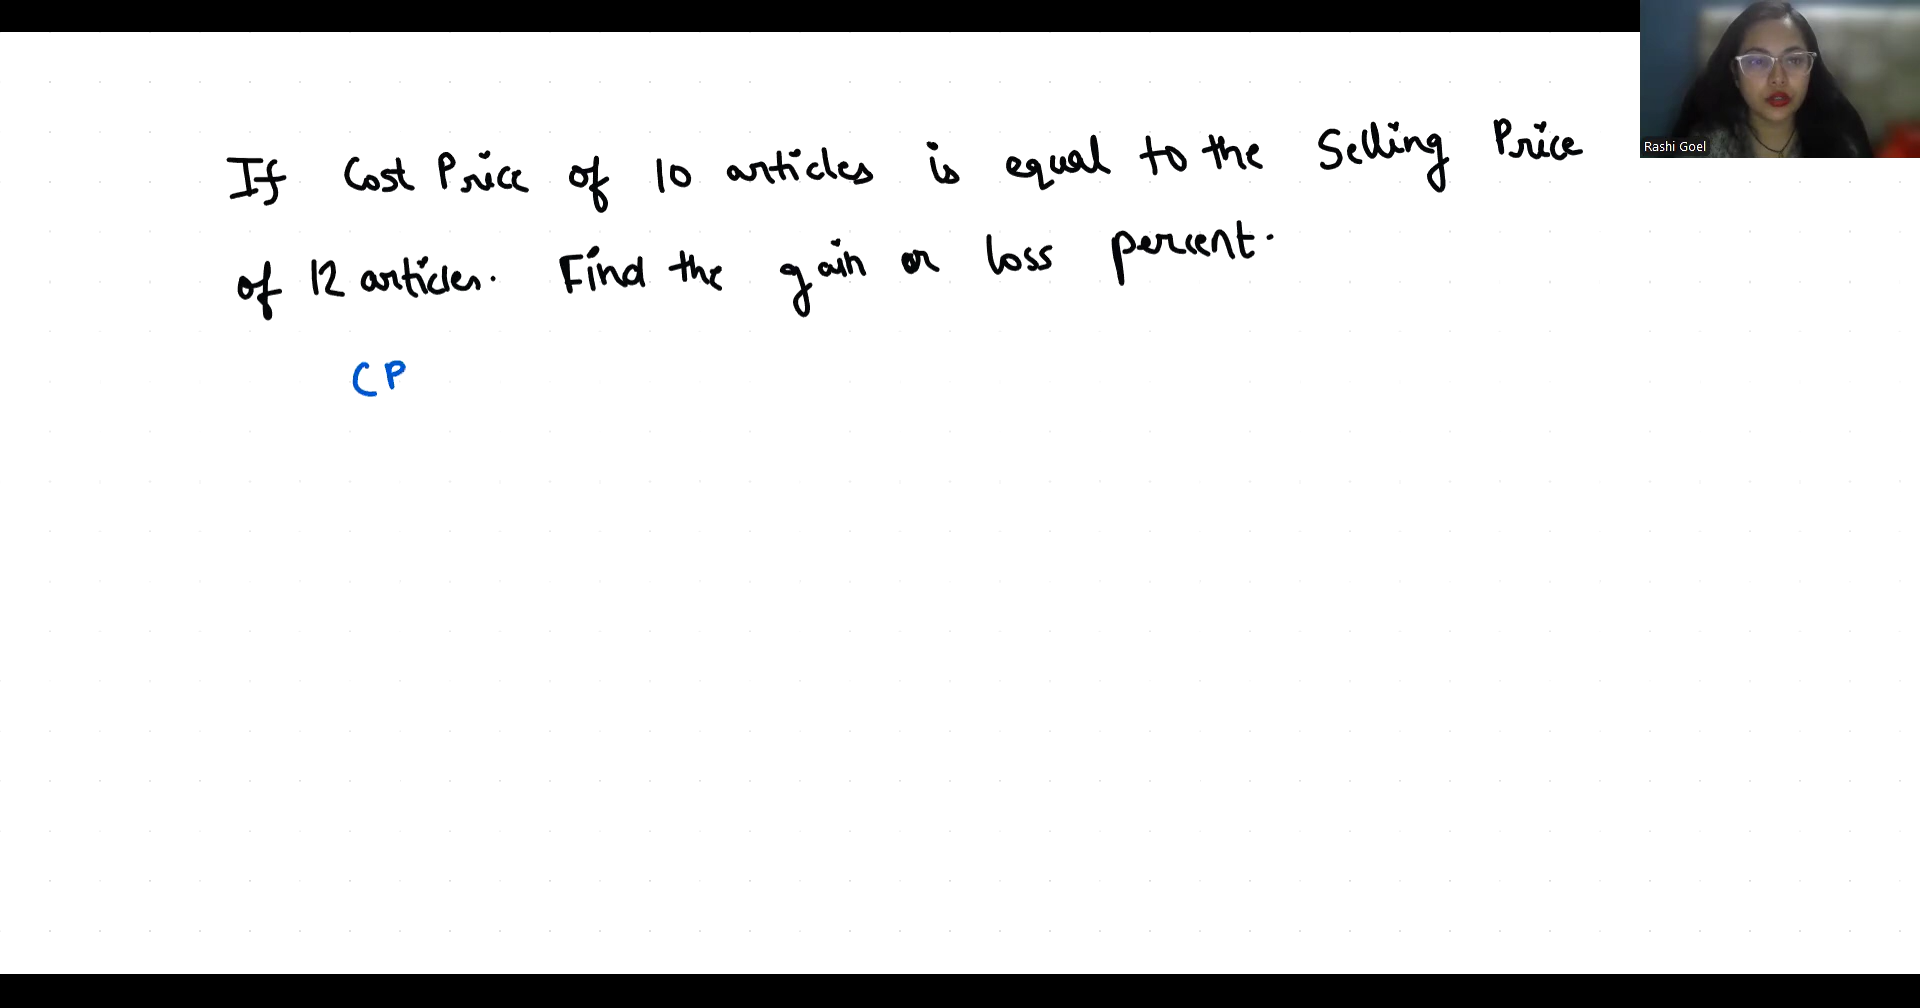 If Cost Price of 10 articles is equal to the Selling Price
of 12 articles. Find the gain or loss percent.
CP
Rashi Goel